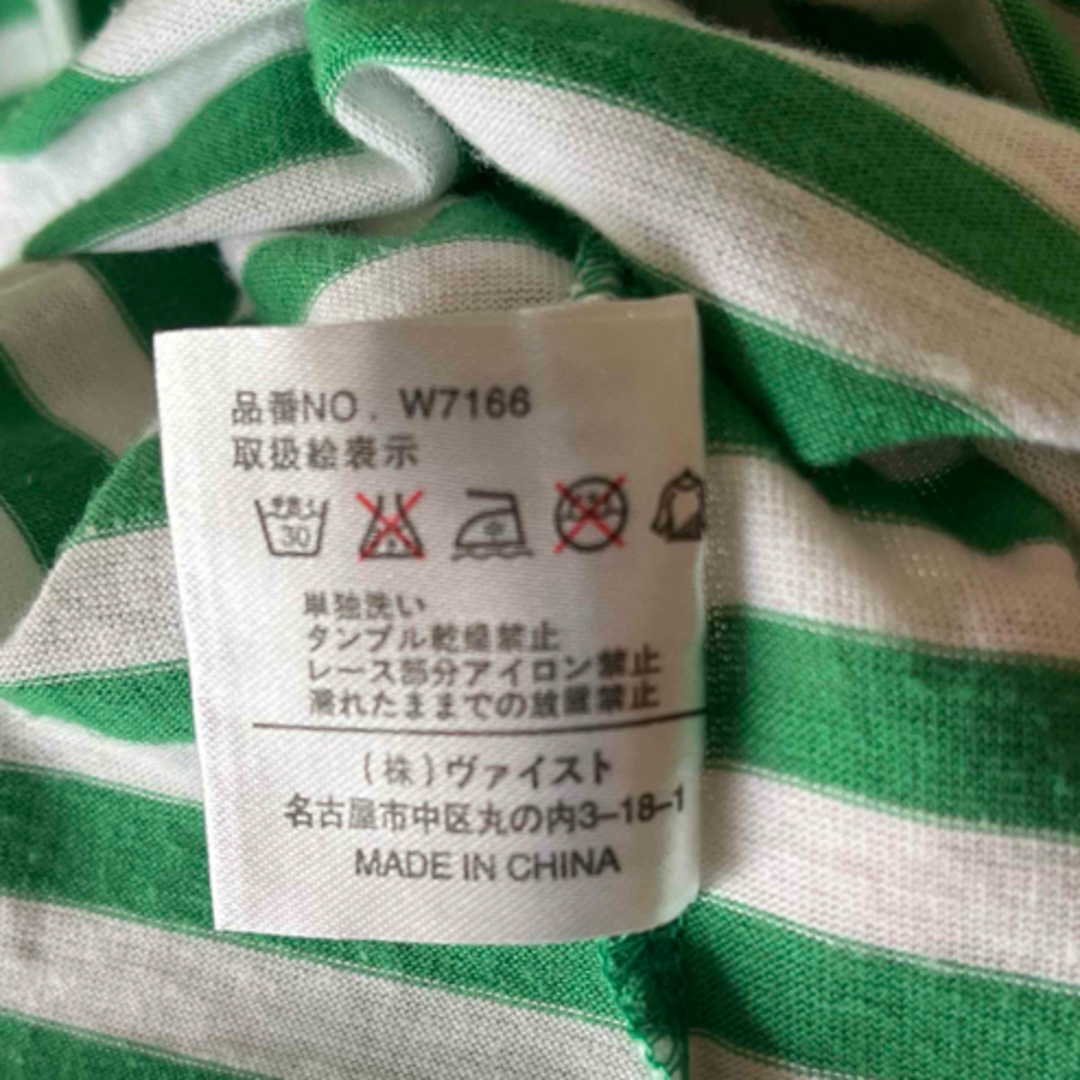 品番NO. W7166
取扱絵表示
手洗イ 30
単独洗い
タンブル乾燥禁止
レース部分アイロン禁止
濡れたままでの放置禁止
(株)ヴァイスト
名古屋市中区丸の内3-18-1
MADE IN CHINA